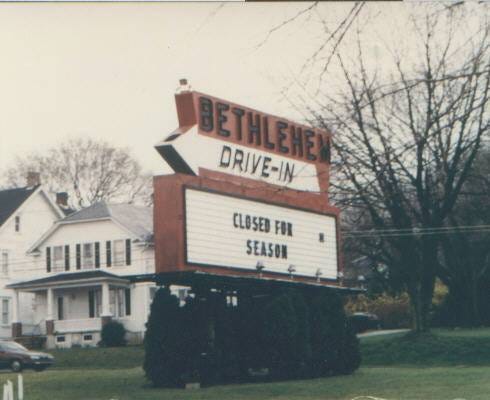 BETHLEHEM
DRIVE-IN
CLOSED FOR
SEASON